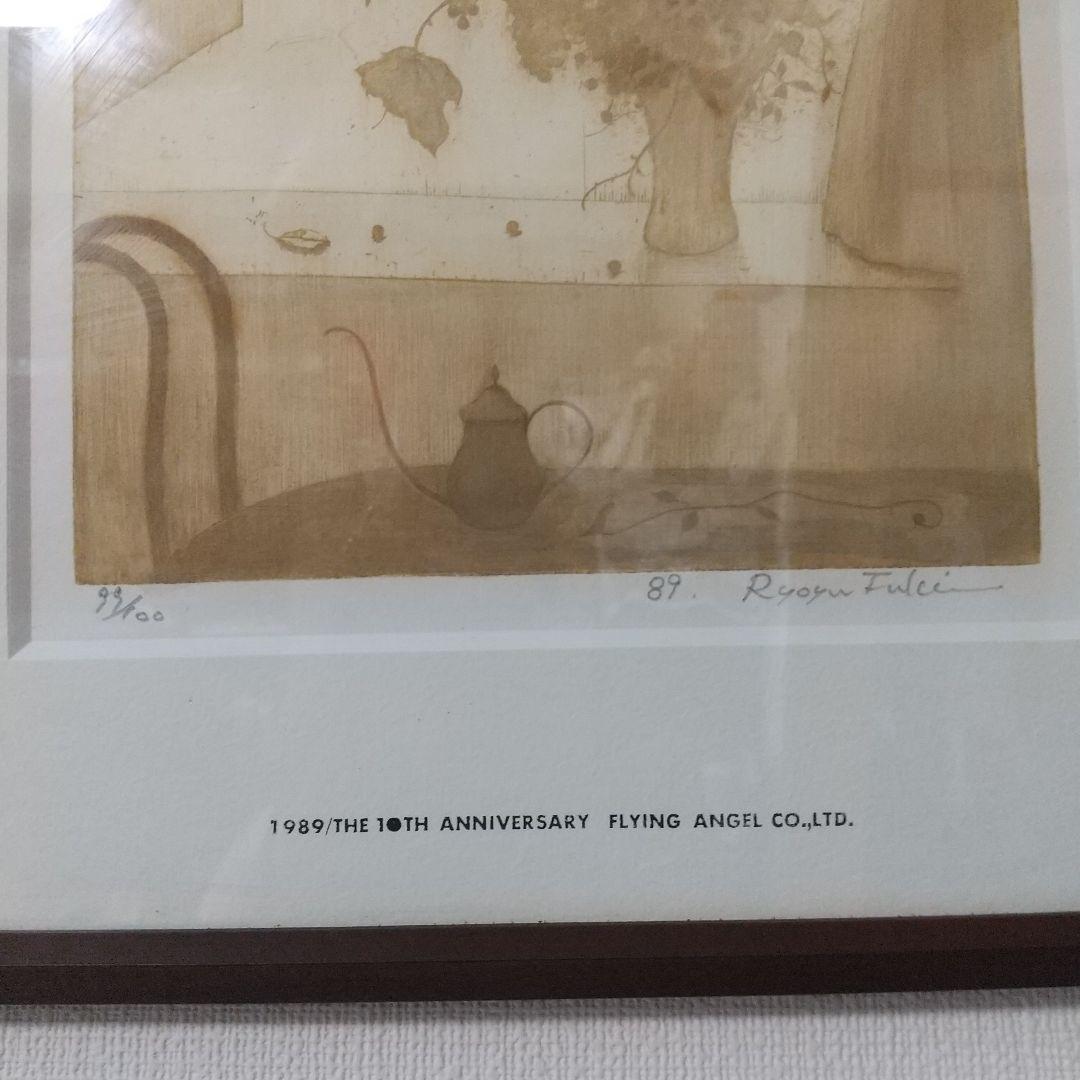 99/100
89. Ryoyu Fukui
1989/THE 10TH ANNIVERSARY FLYING ANGEL CO.,LTD.